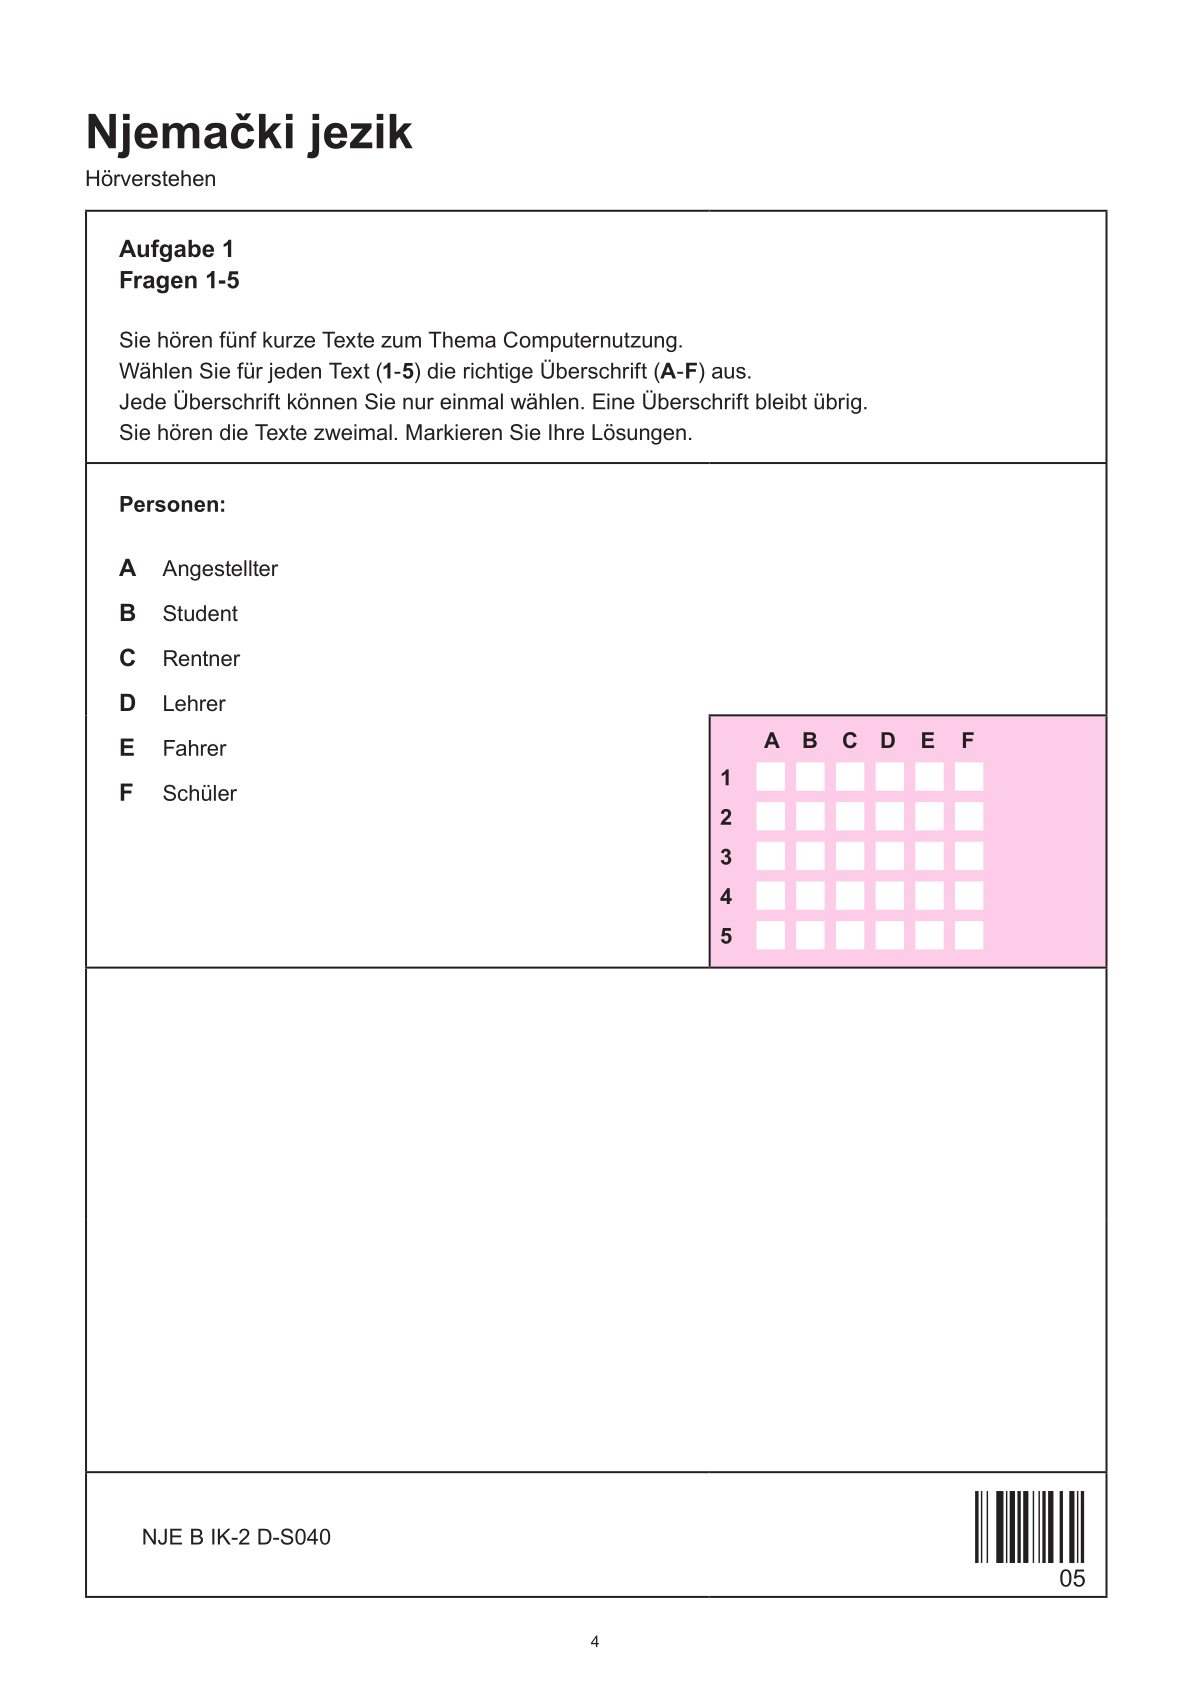 Njemački jezik
Hörverstehen
Aufgabe 1
Fragen 1-5
Sie hören fünf kurze Texte zum Thema Computernutzung.
Wählen Sie für jeden Text (1-5) die richtige Überschrift (A-F) aus.
Jede Überschrift können Sie nur einmal wählen. Eine Überschrift bleibt übrig.
Sie hören die Texte zweimal. Markieren Sie Ihre Lösungen.
Personen:
A Angestellter
B Student
C Rentner
D Lehrer
E Fahrer
F Schüler
A B C D E F
1
2
3
4
5
NJE B IK-2 D-S040
05
4